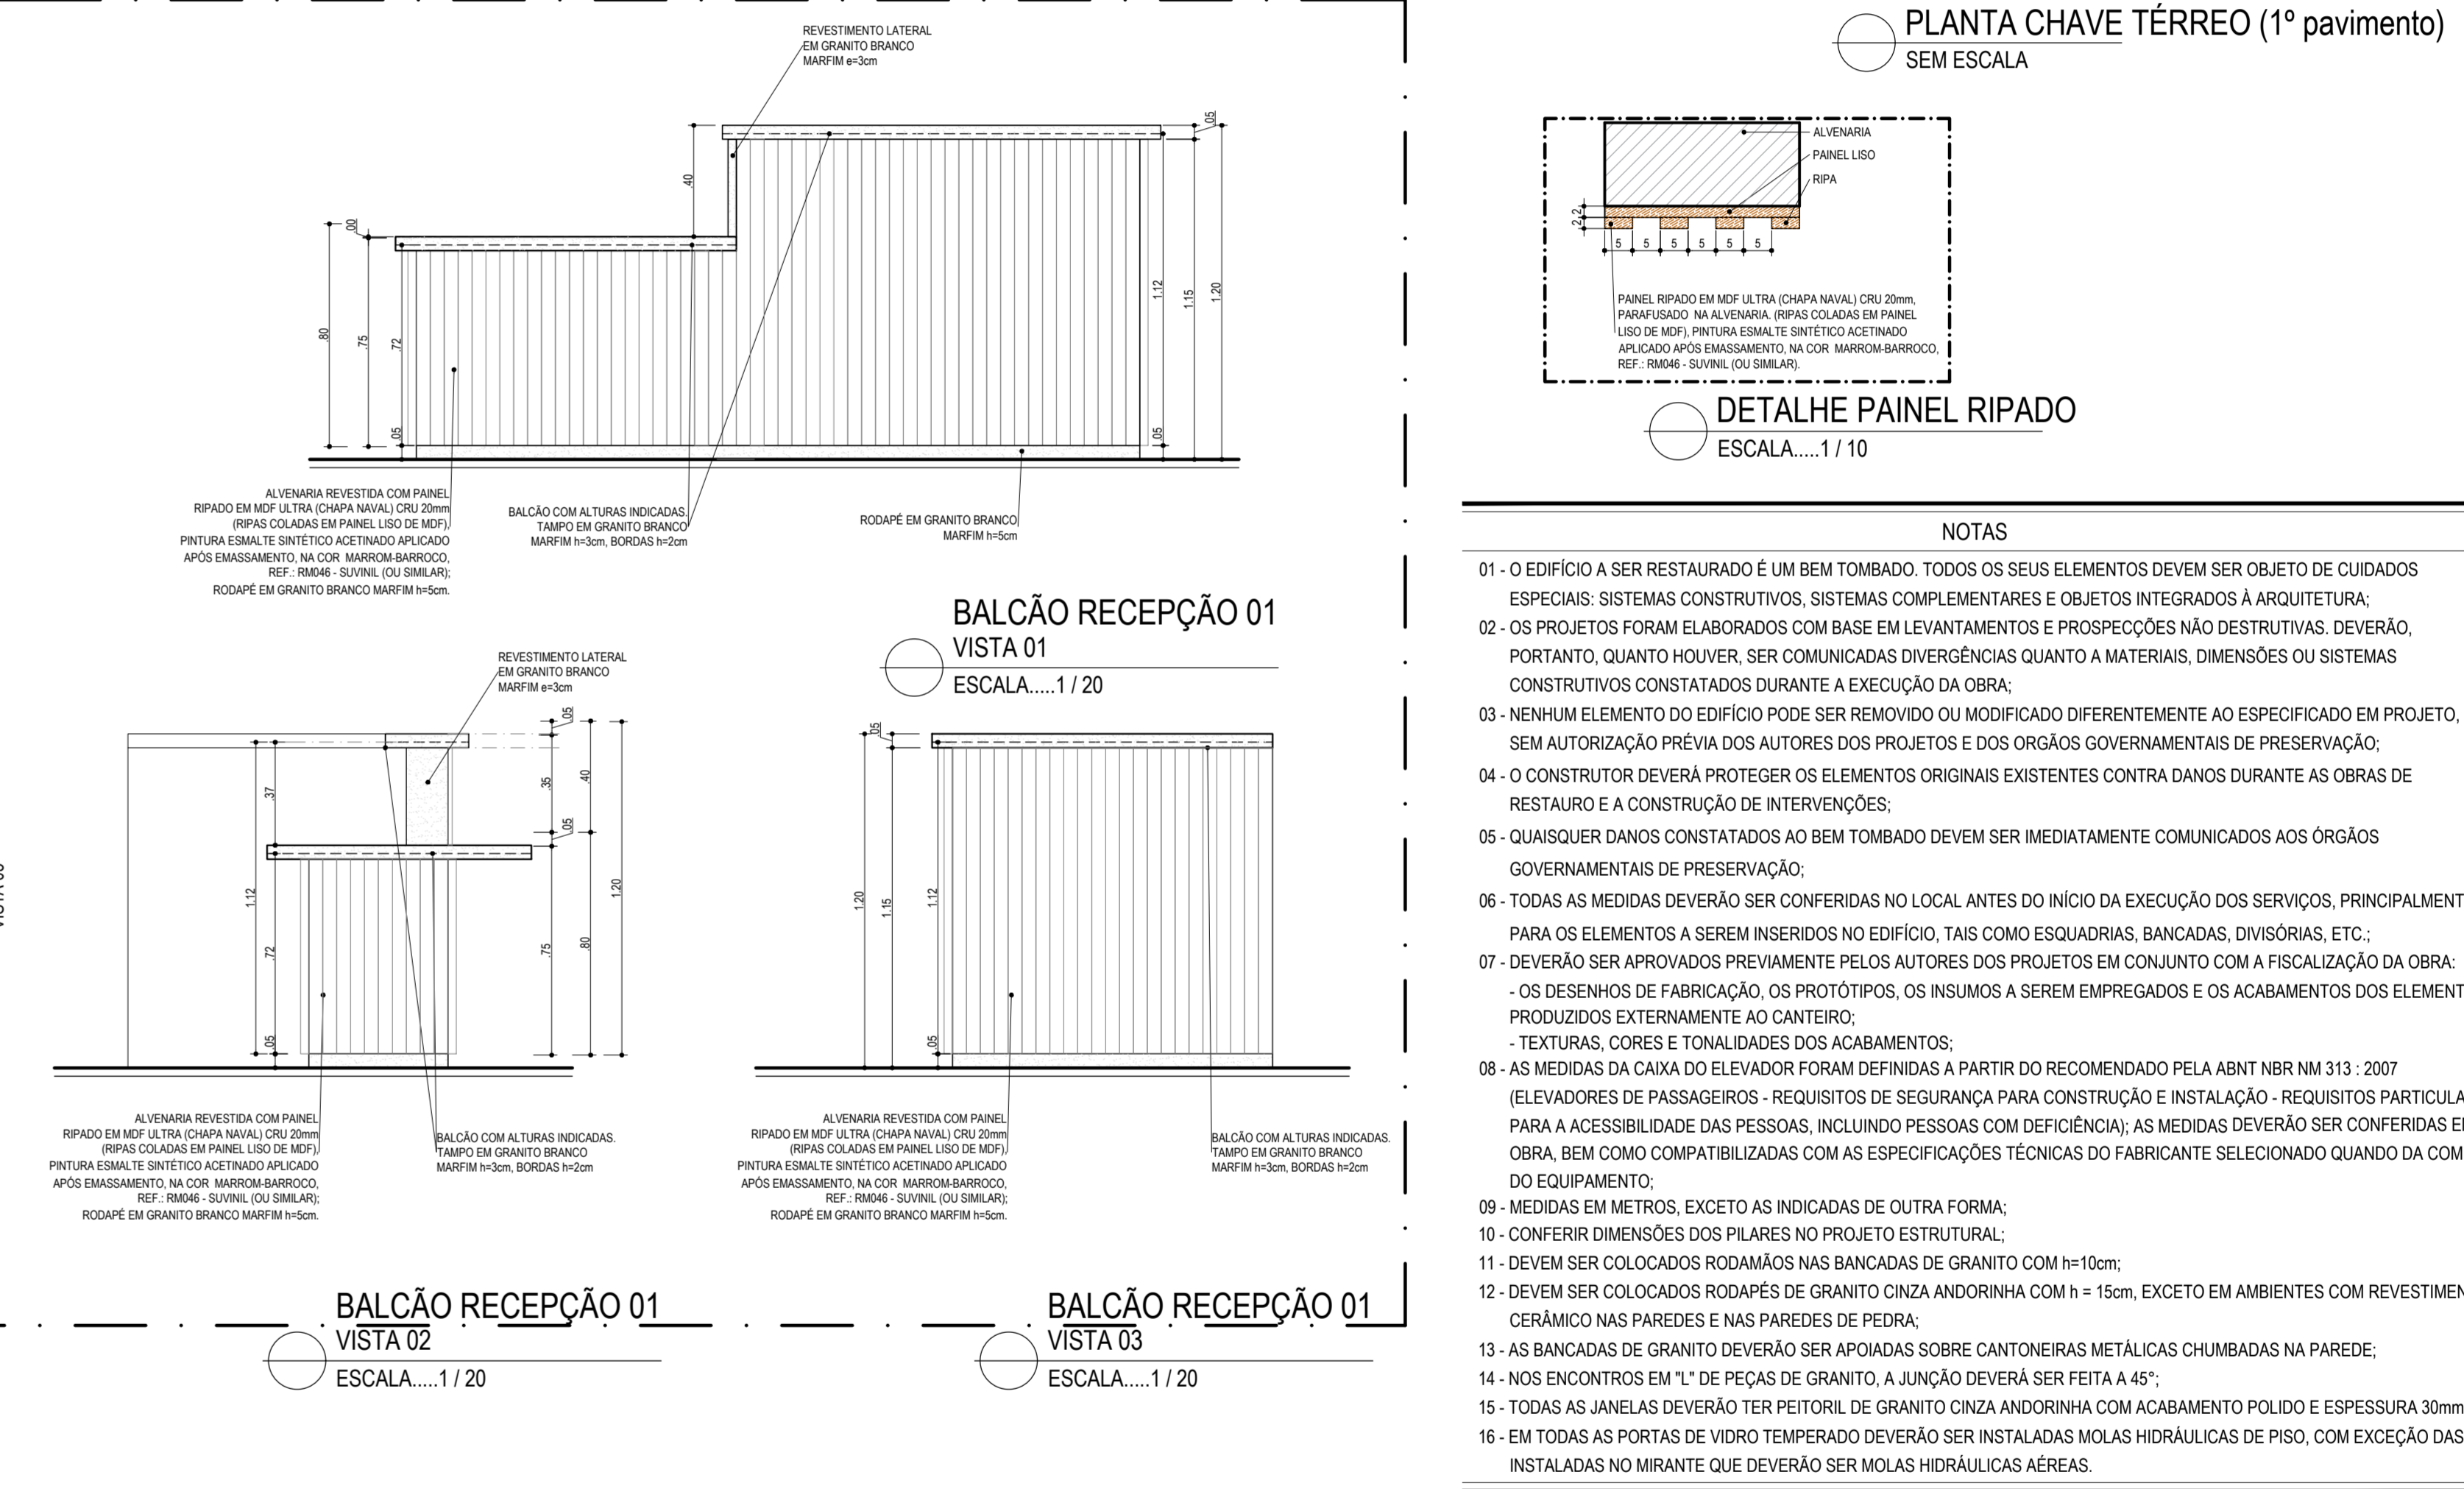 REVESTIMENTO LATERAL
EM GRANITO BRANCO
MARFIM e=3cm
.05
.40
.00
.80
.75
.72
.05
1.12
.05
1.15
1.20
ALVENARIA REVESTIDA COM PAINEL
RIPADO EM MDF ULTRA (CHAPA NAVAL) CRU 20mm
(RIPAS COLADAS EM PAINEL LISO DE MDF),
PINTURA ESMALTE SINTÉTICO ACETINADO APLICADO
APÓS EMASSAMENTO, NA COR MARROM-BARROCO,
REF.: RM046 - SUVINIL (OU SIMILAR);
RODAPÉ EM GRANITO BRANCO MARFIM h=5cm.
BALCÃO COM ALTURAS INDICADAS.
TAMPO EM GRANITO BRANCO
MARFIM h=3cm, BORDAS h=2cm
RODAPÉ EM GRANITO BRANCO
MARFIM h=5cm
BALCÃO RECEPÇÃO 01
VISTA 01
ESCALA.....1 / 20
REVESTIMENTO LATERAL
EM GRANITO BRANCO
MARFIM e=3cm
.05
.37
.35
.40
.05
1.12
1.20
.72
.75
.80
.05
ALVENARIA REVESTIDA COM PAINEL
RIPADO EM MDF ULTRA (CHAPA NAVAL) CRU 20mm
(RIPAS COLADAS EM PAINEL LISO DE MDF),
PINTURA ESMALTE SINTÉTICO ACETINADO APLICADO
APÓS EMASSAMENTO, NA COR MARROM-BARROCO,
REF.: RM046 - SUVINIL (OU SIMILAR);
RODAPÉ EM GRANITO BRANCO MARFIM h=5cm.
BALCÃO COM ALTURAS INDICADAS.
TAMPO EM GRANITO BRANCO
MARFIM h=3cm, BORDAS h=2cm
BALCÃO RECEPÇÃO 01
VISTA 02
ESCALA.....1 / 20
.05
1.20
1.15
1.12
.05
ALVENARIA REVESTIDA COM PAINEL
RIPADO EM MDF ULTRA (CHAPA NAVAL) CRU 20mm
(RIPAS COLADAS EM PAINEL LISO DE MDF),
PINTURA ESMALTE SINTÉTICO ACETINADO APLICADO
APÓS EMASSAMENTO, NA COR MARROM-BARROCO,
REF.: RM046 - SUVINIL (OU SIMILAR);
RODAPÉ EM GRANITO BRANCO MARFIM h=5cm.
BALCÃO COM ALTURAS INDICADAS.
TAMPO EM GRANITO BRANCO
MARFIM h=3cm, BORDAS h=2cm
BALCÃO RECEPÇÃO 01
VISTA 03
ESCALA.....1 / 20
PLANTA CHAVE TÉRREO (1º pavimento)
SEM ESCALA
ALVENARIA
PAINEL LISO
RIPA
2,2
5 5 5 5 5 5
PAINEL RIPADO EM MDF ULTRA (CHAPA NAVAL) CRU 20mm,
PARAFUSADO NA ALVENARIA. (RIPAS COLADAS EM PAINEL
LISO DE MDF), PINTURA ESMALTE SINTÉTICO ACETINADO
APLICADO APÓS EMASSAMENTO, NA COR MARROM-BARROCO,
REF.: RM046 - SUVINIL (OU SIMILAR).
DETALHE PAINEL RIPADO
ESCALA.....1 / 10
NOTAS
01 - O EDIFÍCIO A SER RESTAURADO É UM BEM TOMBADO. TODOS OS SEUS ELEMENTOS DEVEM SER OBJETO DE CUIDADOS
ESPECIAIS: SISTEMAS CONSTRUTIVOS, SISTEMAS COMPLEMENTARES E OBJETOS INTEGRADOS À ARQUITETURA;
02 - OS PROJETOS FORAM ELABORADOS COM BASE EM LEVANTAMENTOS E PROSPECÇÕES NÃO DESTRUTIVAS. DEVERÃO,
PORTANTO, QUANTO HOUVER, SER COMUNICADAS DIVERGÊNCIAS QUANTO A MATERIAIS, DIMENSÕES OU SISTEMAS
CONSTRUTIVOS CONSTATADOS DURANTE A EXECUÇÃO DA OBRA;
03 - NENHUM ELEMENTO DO EDIFÍCIO PODE SER REMOVIDO OU MODIFICADO DIFERENTEMENTE AO ESPECIFICADO EM PROJETO,
SEM AUTORIZAÇÃO PRÉVIA DOS AUTORES DOS PROJETOS E DOS ORGÃOS GOVERNAMENTAIS DE PRESERVAÇÃO;
04 - O CONSTRUTOR DEVERÁ PROTEGER OS ELEMENTOS ORIGINAIS EXISTENTES CONTRA DANOS DURANTE AS OBRAS DE
RESTAURO E A CONSTRUÇÃO DE INTERVENÇÕES;
05 - QUAISQUER DANOS CONSTATADOS AO BEM TOMBADO DEVEM SER IMEDIATAMENTE COMUNICADOS AOS ÓRGÃOS
GOVERNAMENTAIS DE PRESERVAÇÃO;
06 - TODAS AS MEDIDAS DEVERÃO SER CONFERIDAS NO LOCAL ANTES DO INÍCIO DA EXECUÇÃO DOS SERVIÇOS, PRINCIPALMENT
PARA OS ELEMENTOS A SEREM INSERIDOS NO EDIFÍCIO, TAIS COMO ESQUADRIAS, BANCADAS, DIVISÓRIAS, ETC.;
07 - DEVERÃO SER APROVADOS PREVIAMENTE PELOS AUTORES DOS PROJETOS EM CONJUNTO COM A FISCALIZAÇÃO DA OBRA:
- OS DESENHOS DE FABRICAÇÃO, OS PROTÓTIPOS, OS INSUMOS A SEREM EMPREGADOS E OS ACABAMENTOS DOS ELEMENT
PRODUZIDOS EXTERNAMENTE AO CANTEIRO;
- TEXTURAS, CORES E TONALIDADES DOS ACABAMENTOS;
08 - AS MEDIDAS DA CAIXA DO ELEVADOR FORAM DEFINIDAS A PARTIR DO RECOMENDADO PELA ABNT NBR NM 313 : 2007
(ELEVADORES DE PASSAGEIROS - REQUISITOS DE SEGURANÇA PARA CONSTRUÇÃO E INSTALAÇÃO - REQUISITOS PARTICULA
PARA A ACESSIBILIDADE DAS PESSOAS, INCLUINDO PESSOAS COM DEFICIÊNCIA); AS MEDIDAS DEVERÃO SER CONFERIDAS E
OBRA, BEM COMO COMPATIBILIZADAS COM AS ESPECIFICAÇÕES TÉCNICAS DO FABRICANTE SELECIONADO QUANDO DA COM
DO EQUIPAMENTO;
09 - MEDIDAS EM METROS, EXCETO AS INDICADAS DE OUTRA FORMA;
10 - CONFERIR DIMENSÕES DOS PILARES NO PROJETO ESTRUTURAL;
11 - DEVEM SER COLOCADOS RODAMÃOS NAS BANCADAS DE GRANITO COM h=10cm;
12 - DEVEM SER COLOCADOS RODAPÉS DE GRANITO CINZA ANDORINHA COM h = 15cm, EXCETO EM AMBIENTES COM REVESTIMEN
CERÂMICO NAS PAREDES E NAS PAREDES DE PEDRA;
13 - AS BANCADAS DE GRANITO DEVERÃO SER APOIADAS SOBRE CANTONEIRAS METÁLICAS CHUMBADAS NA PAREDE;
14 - NOS ENCONTROS EM "L" DE PEÇAS DE GRANITO, A JUNÇÃO DEVERÁ SER FEITA A 45°;
15 - TODAS AS JANELAS DEVERÃO TER PEITORIL DE GRANITO CINZA ANDORINHA COM ACABAMENTO POLIDO E ESPESSURA 30mm
16 - EM TODAS AS PORTAS DE VIDRO TEMPERADO DEVERÃO SER INSTALADAS MOLAS HIDRÁULICAS DE PISO, COM EXCEÇÃO DAS
INSTALADAS NO MIRANTE QUE DEVERÃO SER MOLAS HIDRÁULICAS AÉREAS.